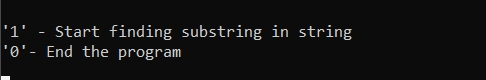 '1' - Start finding substring in string
'0'- End the program